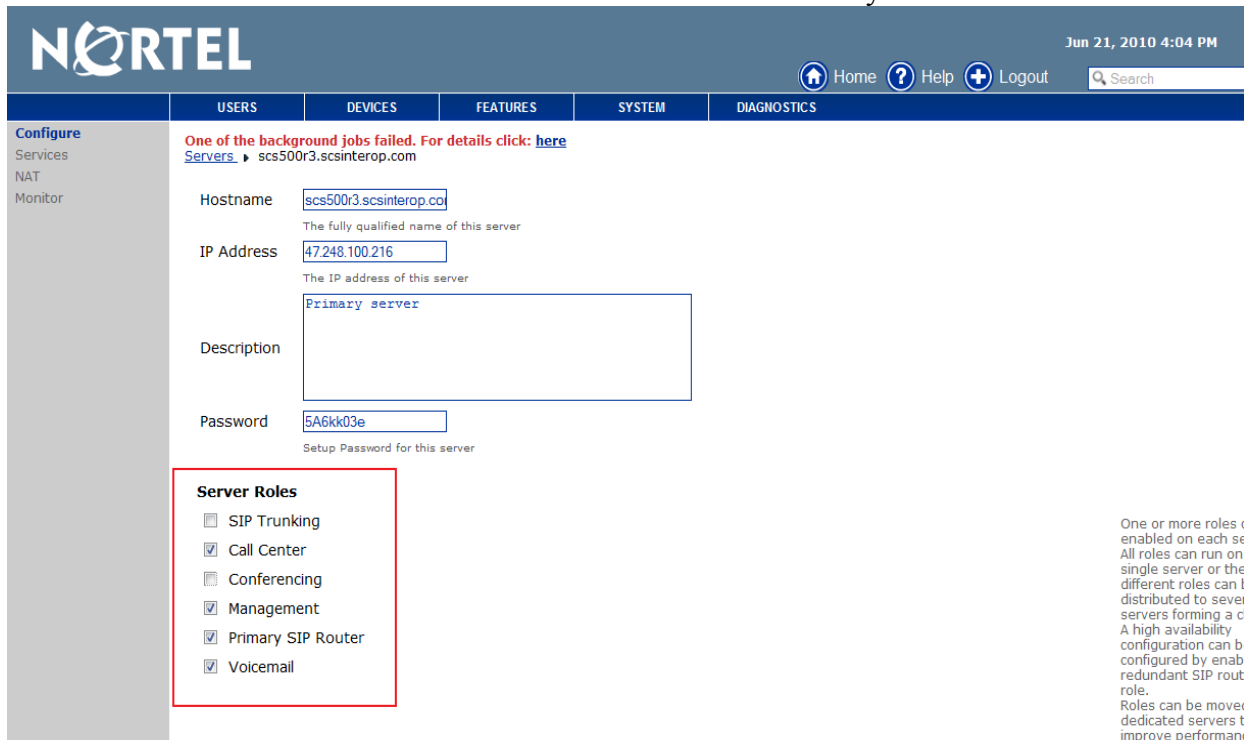 NORTEL
Jun 21, 2010 4:04 PM
Home Help Logout Search
USERS DEVICES FEATURES SYSTEM DIAGNOSTICS
Configure
Services
NAT
Monitor
One of the background jobs failed. For details click: here
Servers scs500r3.scsinterop.com
Hostname scs500r3.scsinterop.co
The fully qualified name of this server
IP Address 47.248.100.216
The IP address of this server
Primary server
Description
Password 5A6kk03e
Setup Password for this server
Server Roles
SIP Trunking
Call Center
Conferencing
Management
Primary SIP Router
Voicemail
One or more roles
enabled on each se
All roles can run on
single server or the
different roles can
distributed to sever
servers forming a c
A high availability
configuration can b
configured by enab
redundant SIP rout
role.
Roles can be moved
dedicated servers t
improve performan